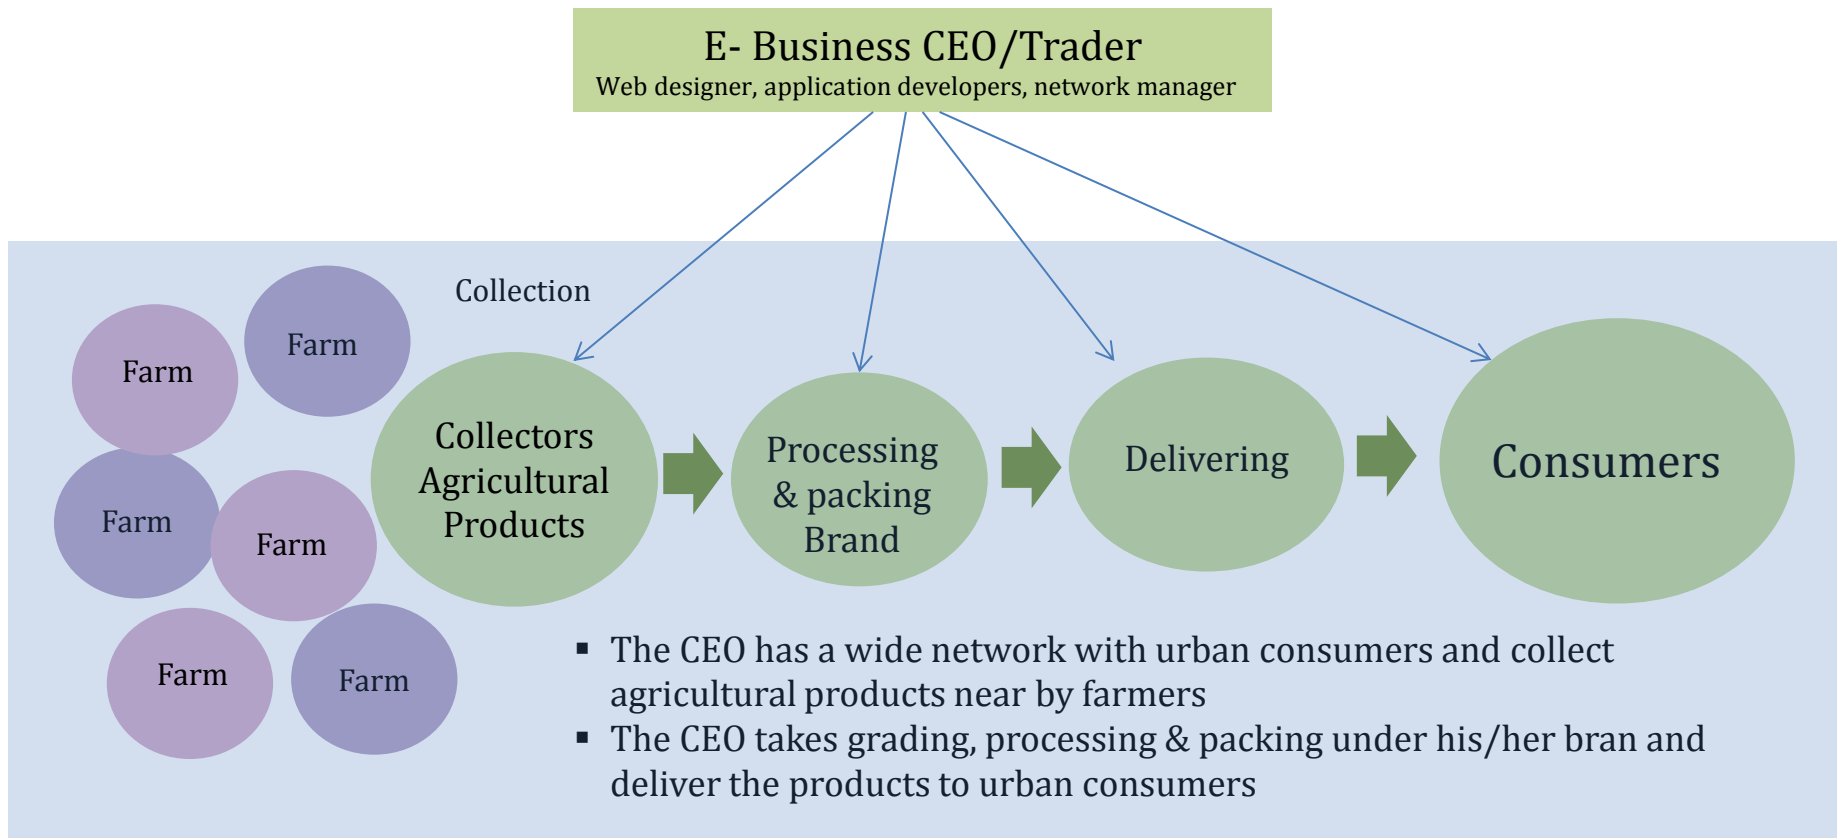 E- Business CEO/Trader
Web designer, application developers, network manager
Collection
Farm
Farm
Farm
Farm
Farm
Farm
Collectors
Agricultural
Products
Processing
& packing
Brand
Delivering
Consumers
▪ The CEO has a wide network with urban consumers and collect
agricultural products near by farmers
▪ The CEO takes grading, processing & packing under his/her bran and
deliver the products to urban consumers